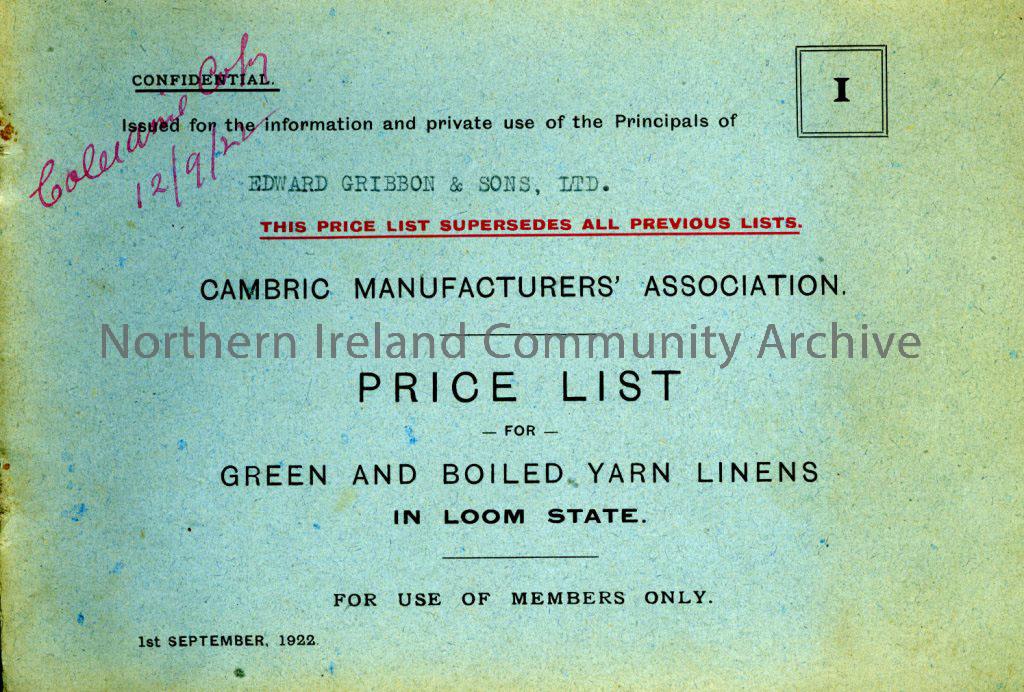 CONFIDENTIAL.
Coleraine Copy
12/9/22
I
Issued for the information and private use of the Principals of
EDWARD GRIBBON & SONS, LTD.
THIS PRICE LIST SUPERSEDES ALL PREVIOUS LISTS.
CAMBRIC MANUFACTURERS' ASSOCIATION.
Northern Ireland Community Archive
PRICE LIST
— FOR —
GREEN AND BOILED YARN LINENS
IN LOOM STATE.
FOR USE OF MEMBERS ONLY.
1st SEPTEMBER, 1922.